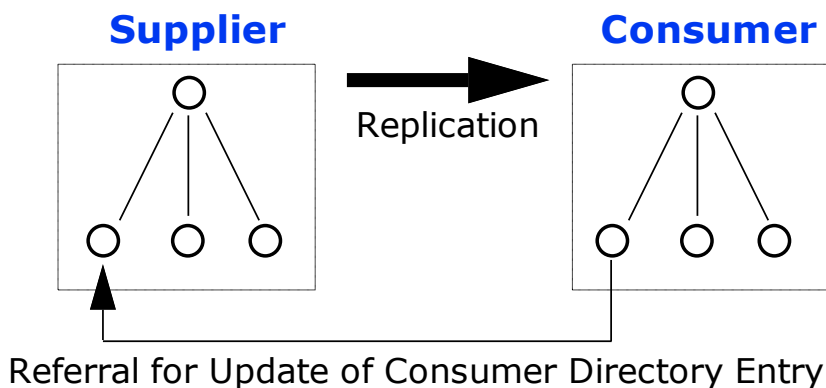 Supplier
Consumer
Replication
Referral for Update of Consumer Directory Entry